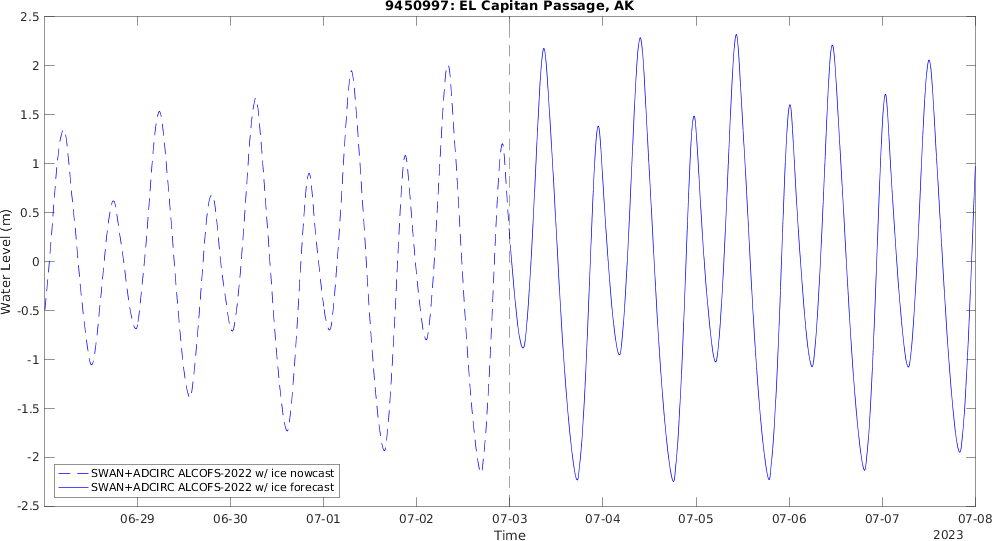 9450997: EL Capitan Passage, AK
Water Level (m)
2.5
2
1.5
1
0.5
0
-0.5
-1
-1.5
-2
-2.5
SWAN+ADCIRC ALCOFS-2022 w/ ice nowcast
SWAN+ADCIRC ALCOFS-2022 w/ ice forecast
06-29 06-30 07-01 07-02 07-03 07-04 07-05 07-06 07-07 07-08
Time
2023